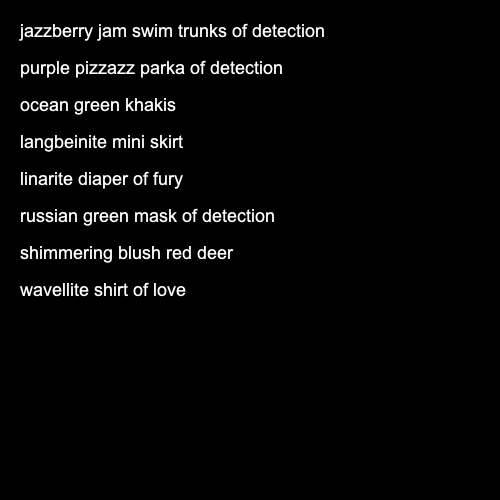 jazzberry jam swim trunks of detection
purple pizzazz parka of detection
ocean green khakis
langbeinite mini skirt
linarite diaper of fury
russian green mask of detection
shimmering blush red deer
wavellite shirt of love